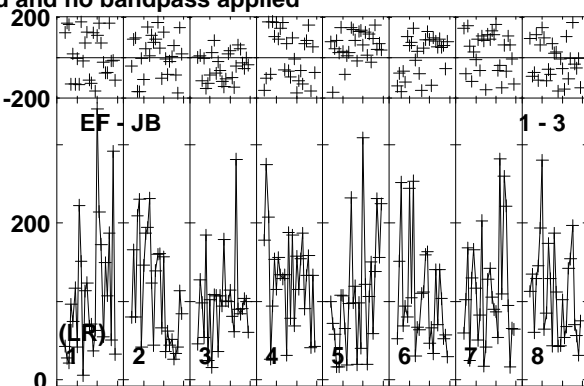 d and no bandpass applied
200
-200
EF - JB 1 - 3
200
(LR)
1 2 3 4 5 6 7 8
0